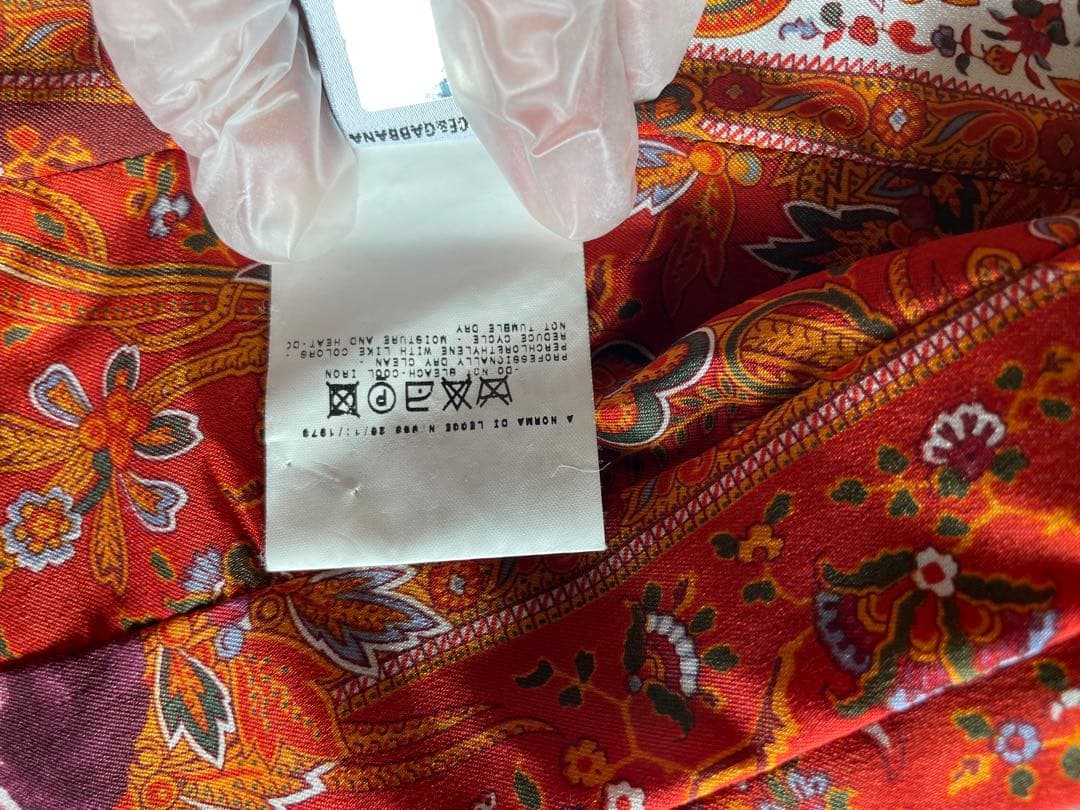 CE&GABBANA
A NORMA DI LEGGE N.883 26/11/1973
-DO NOT BLEACH-COOL IRON
PROFESSIONALLY DRY CLEAN -
PERCHLORETHYLENE WITH LIKE COLORS -
REDUCE CYCLE - MOISTURE AND HEAT-DO
NOT TUMBLE DRY